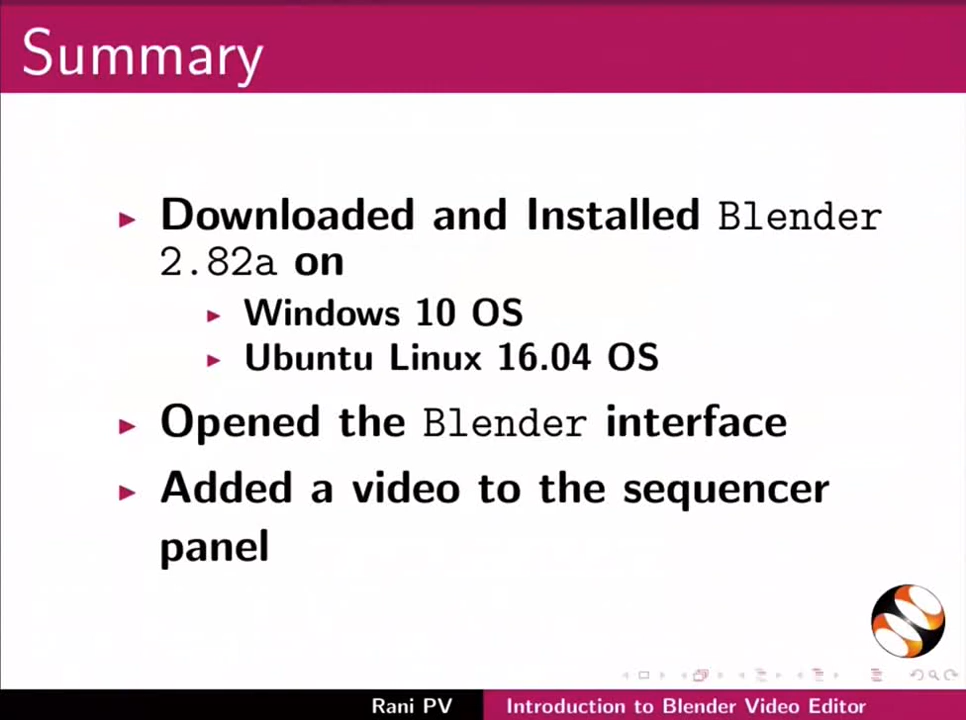 Summary
Downloaded and Installed Blender
2.82a on
Windows 10 OS
Ubuntu Linux 16.04 OS
Opened the Blender interface
Added a video to the sequencer
panel
Rani PV
Introduction to Blender Video Editor